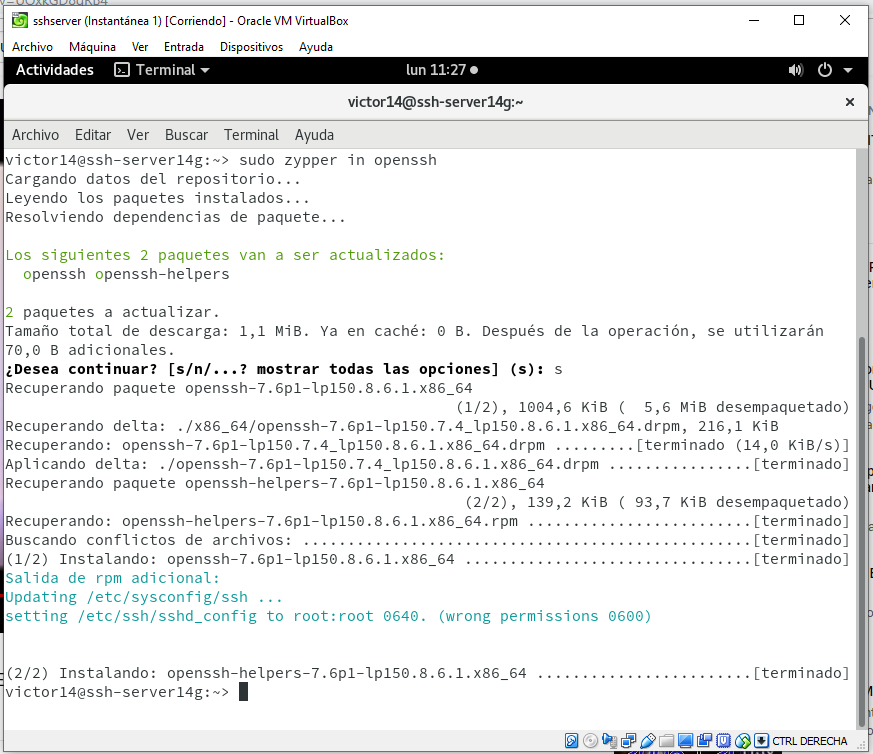 sshserver (Instantánea 1) [Corriendo] - Oracle VM VirtualBox
Archivo Máquina Ver Entrada Dispositivos Ayuda
Actividades Terminal lun 11:27
victor14@ssh-server14g:~
Archivo Editar Ver Buscar Terminal Ayuda
victor14@ssh-server14g:~> sudo zypper in openssh
Cargando datos del repositorio...
Leyendo los paquetes instalados...
Resolviendo dependencias de paquete...
Los siguientes 2 paquetes van a ser actualizados:
openssh openssh-helpers
2 paquetes a actualizar.
Tamaño total de descarga: 1,1 MiB. Ya en caché: 0 B. Después de la operación, se utilizarán
70,0 B adicionales.
¿Desea continuar? [s/n/...? mostrar todas las opciones] (s): s
Recuperando paquete openssh-7.6p1-lp150.8.6.1.x86_64
(1/2), 1004,6 KiB (  5,6 MiB desempaquetado)
Recuperando delta: ./x86_64/openssh-7.6p1-lp150.7.4_lp150.8.6.1.x86_64.drpm, 216,1 KiB
Recuperando: openssh-7.6p1-lp150.7.4_lp150.8.6.1.x86_64.drpm .........[terminado (14,0 KiB/s)]
Aplicando delta: ./openssh-7.6p1-lp150.7.4_lp150.8.6.1.x86_64.drpm ................[terminado]
Recuperando paquete openssh-helpers-7.6p1-lp150.8.6.1.x86_64
(2/2), 139,2 KiB ( 93,7 KiB desempaquetado)
Recuperando: openssh-helpers-7.6p1-lp150.8.6.1.x86_64.rpm .........................[terminado]
Buscando conflictos de archivos: ..................................................[terminado]
(1/2) Instalando: openssh-7.6p1-lp150.8.6.1.x86_64 ................................[terminado]
Salida de rpm adicional:
Updating /etc/sysconfig/ssh ...
setting /etc/ssh/sshd_config to root:root 0640. (wrong permissions 0600)
(2/2) Instalando: openssh-helpers-7.6p1-lp150.8.6.1.x86_64 ........................[terminado]
victor14@ssh-server14g:~>
CTRL DERECHA